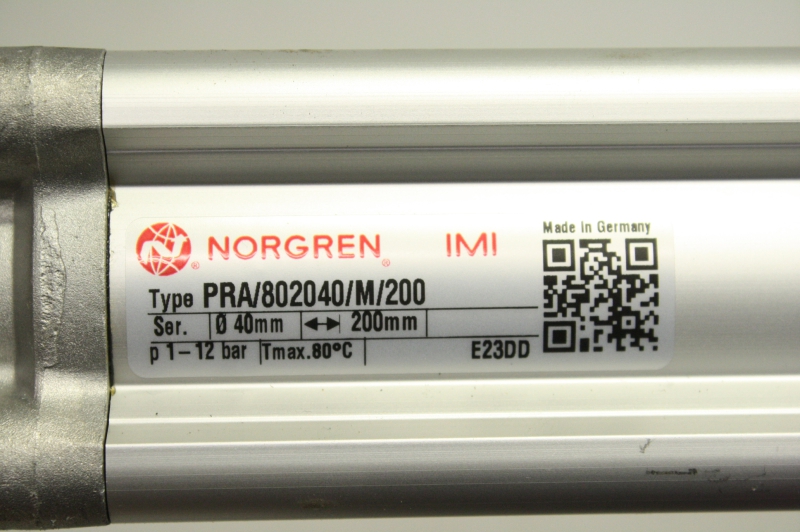 NORGREN IMI
Made in Germany
Type PRA/802040/M/200
Ser. Ø 40mm 200mm
p 1–12 bar Tmax.80°C E23DD